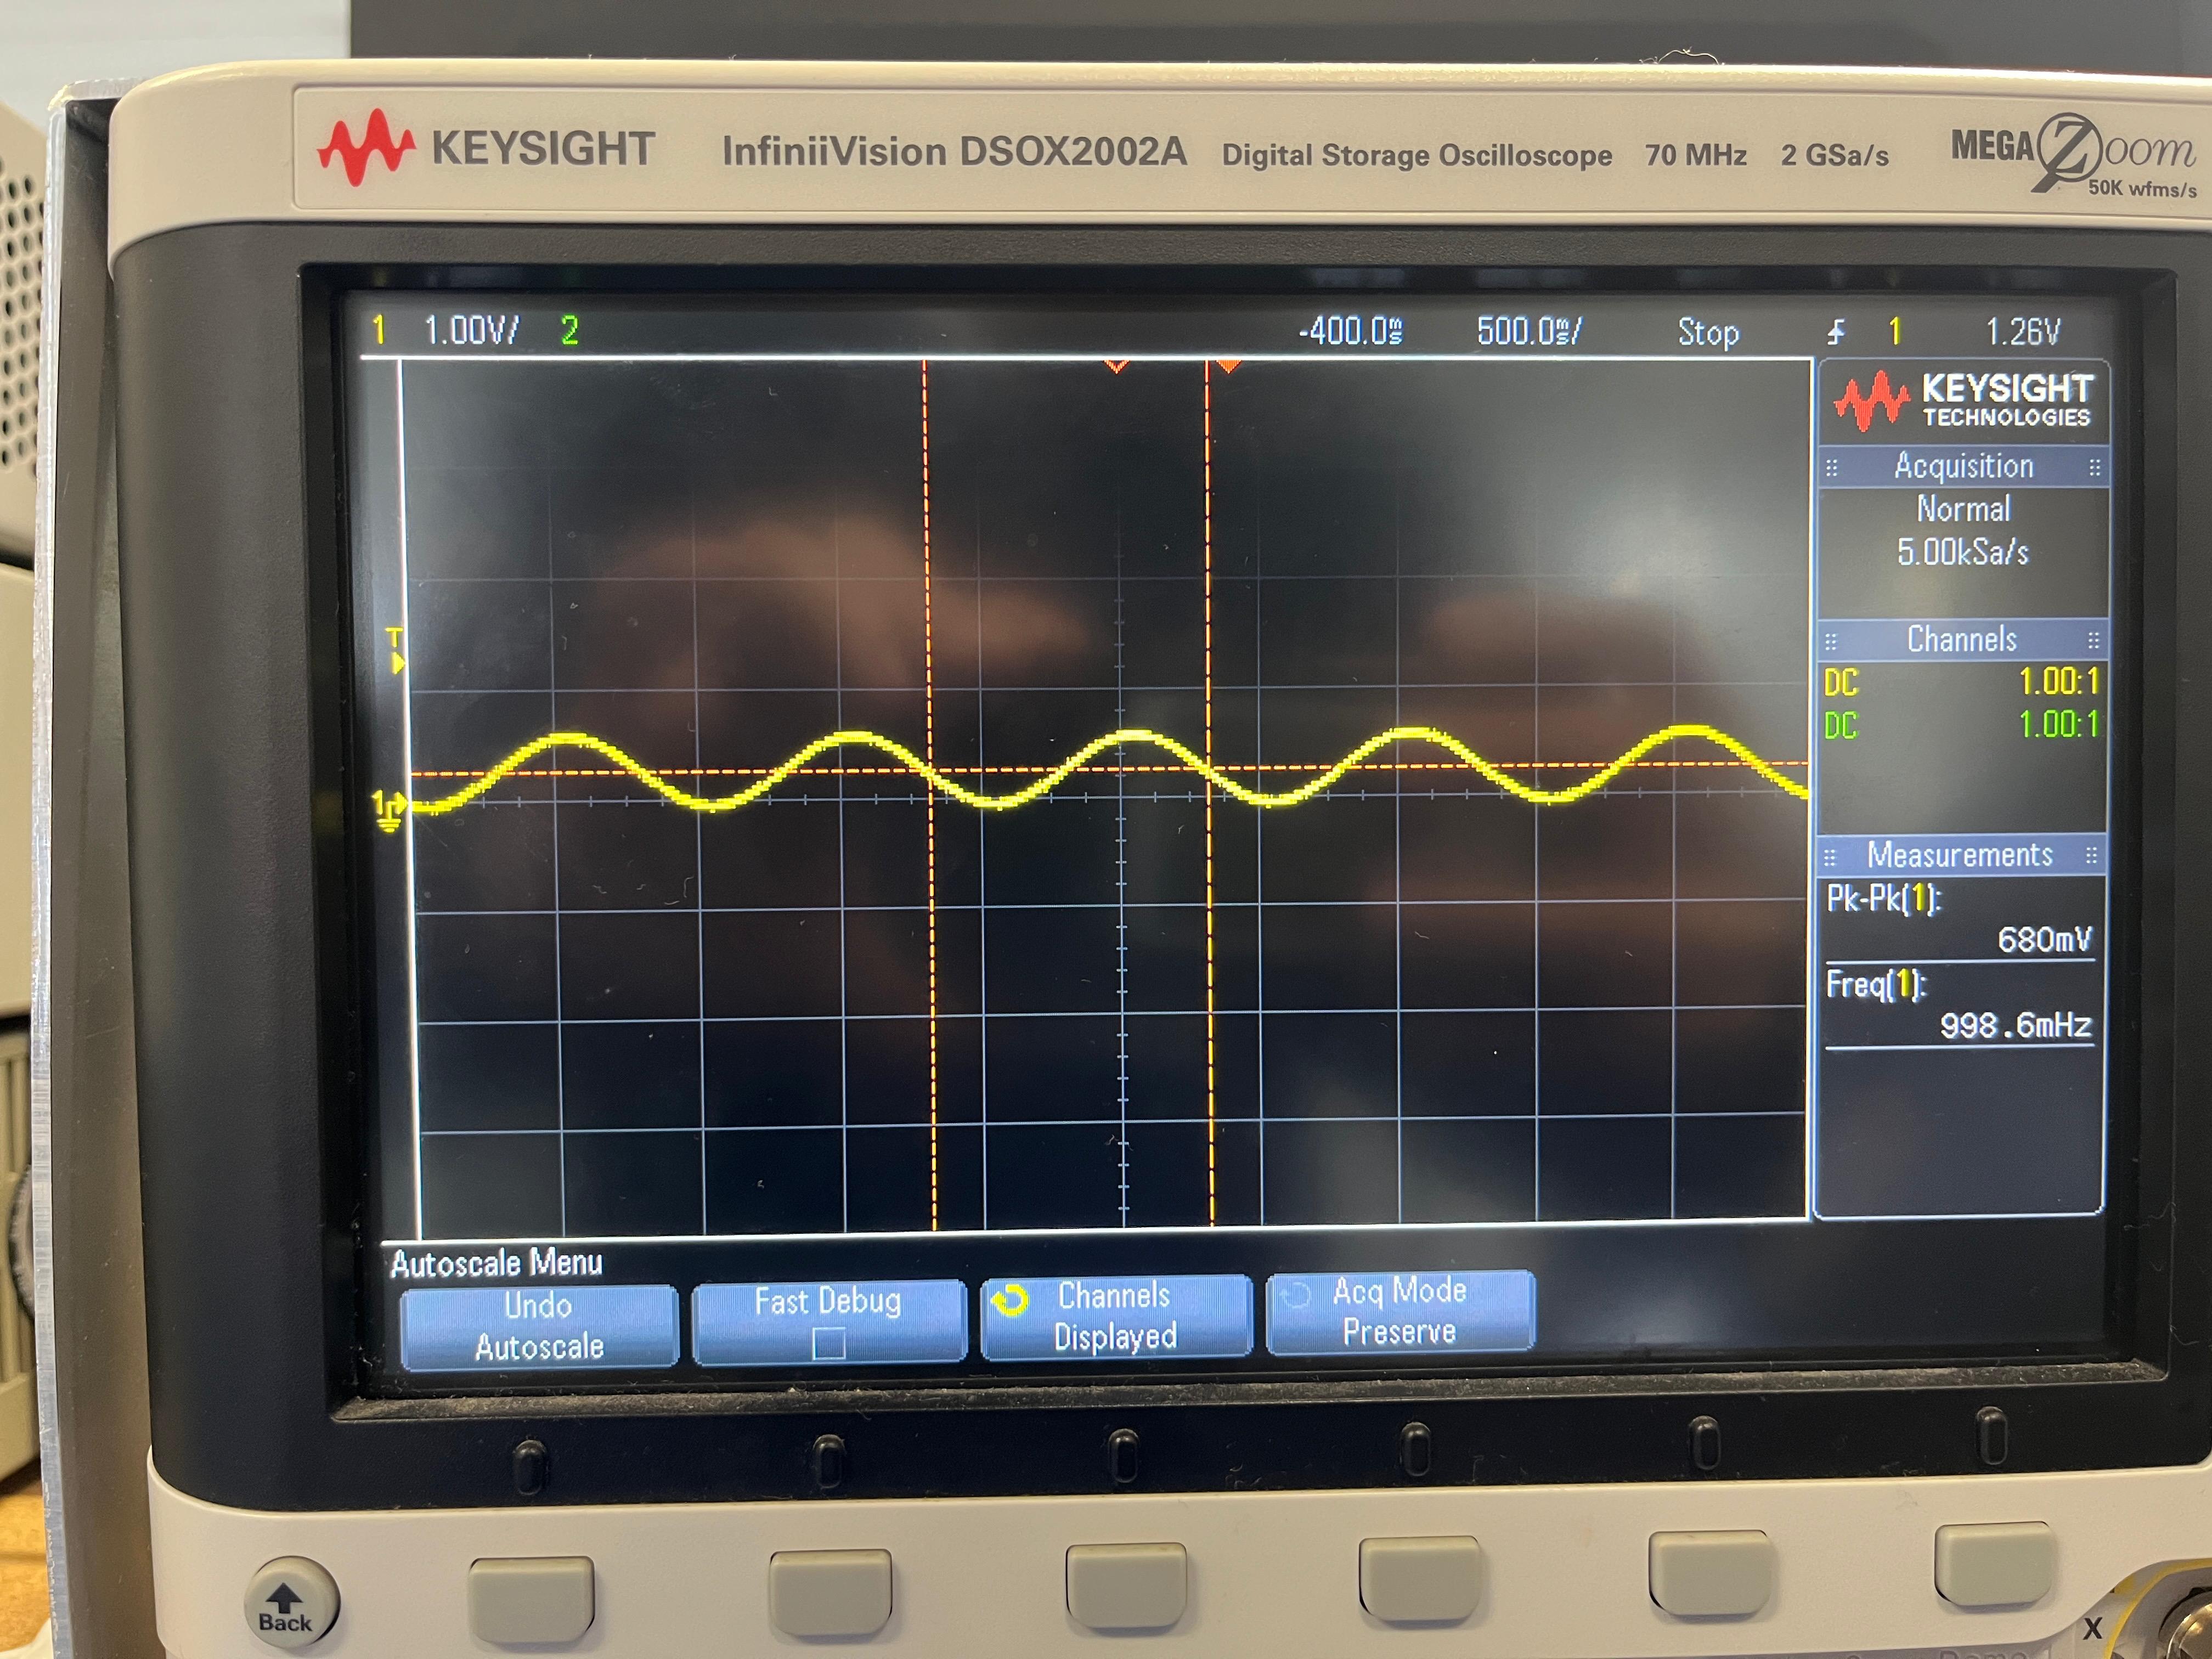 KEYSIGHT InfiniiVision DSOX2002A Digital Storage Oscilloscope 70 MHz 2 GSa/s MEGA Zoom
50K wfms/s
1 1.00V/ 2 -400.0ms 500.0ms/ Stop 1 1.26V
KEYSIGHT
TECHNOLOGIES
Acquisition
Normal
5.00kSa/s
T
Channels
DC 1.00:1
DC 1.00:1
1
Measurements
Pk-Pk(1):
680mV
Freq(1):
998.6mHz
Autoscale Menu
Undo
Autoscale
Fast Debug
Channels
Displayed
Acq Mode
Preserve
Back
X